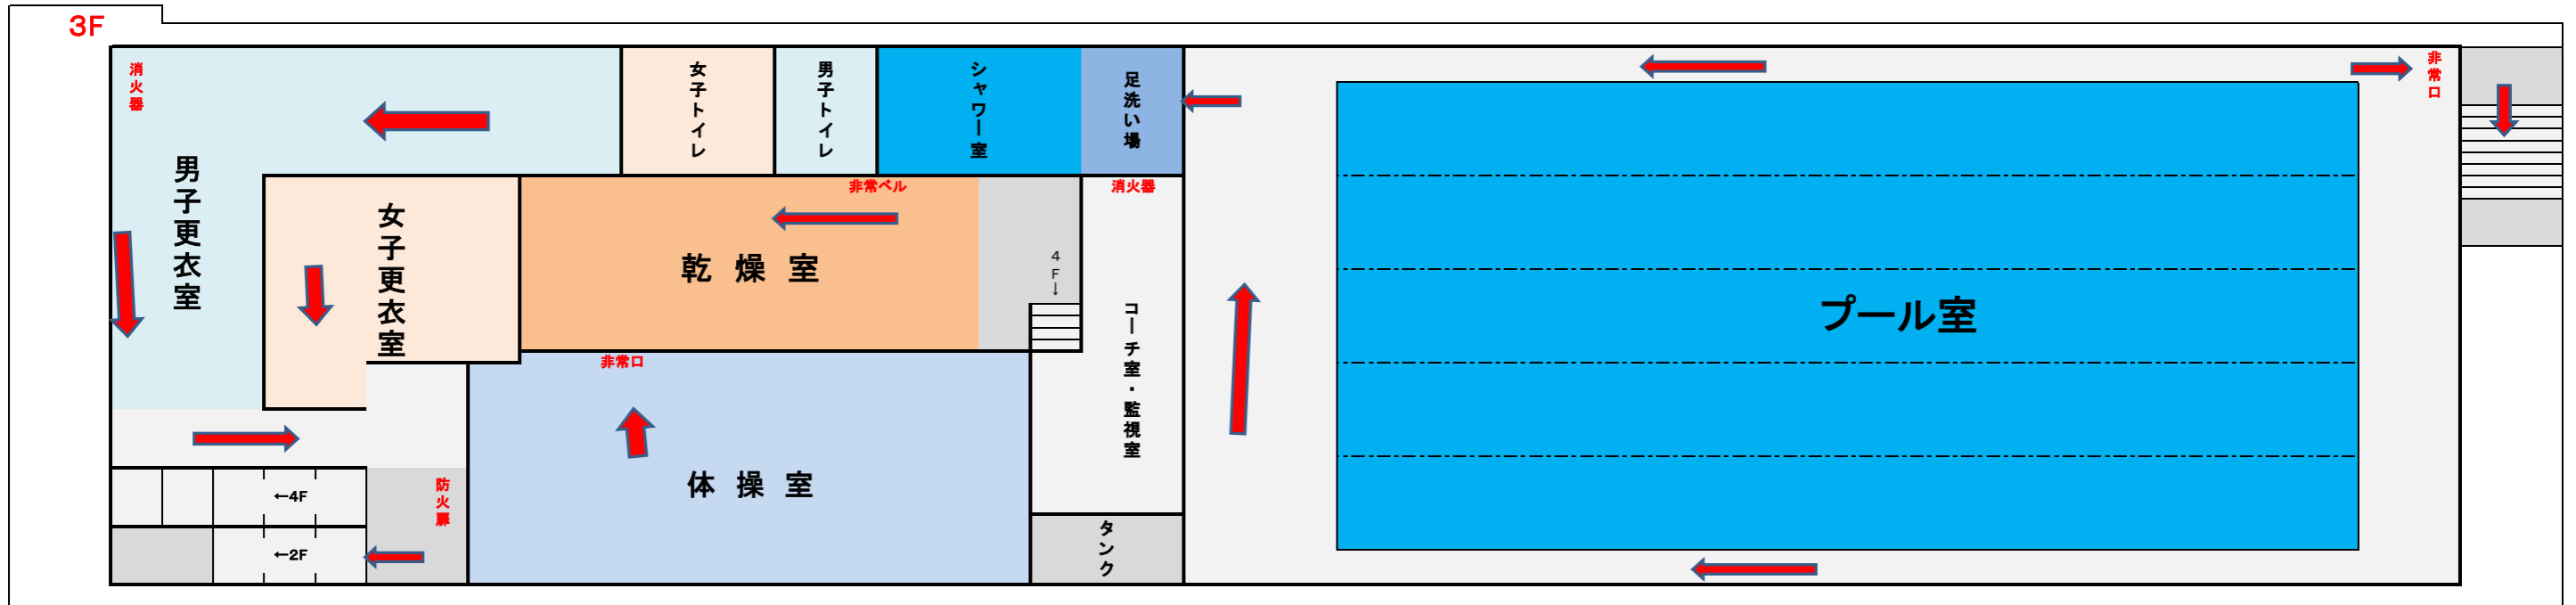 3F
消火器
女子トイレ
男子トイレ
シャワー室
足洗い場
非常口
男子更衣室
女子更衣室
非常ベル
消火器
乾燥室
4F↓
コーチ室・監視室
プール室
非常口
体操室
防火扉
←4F
←2F
タンク